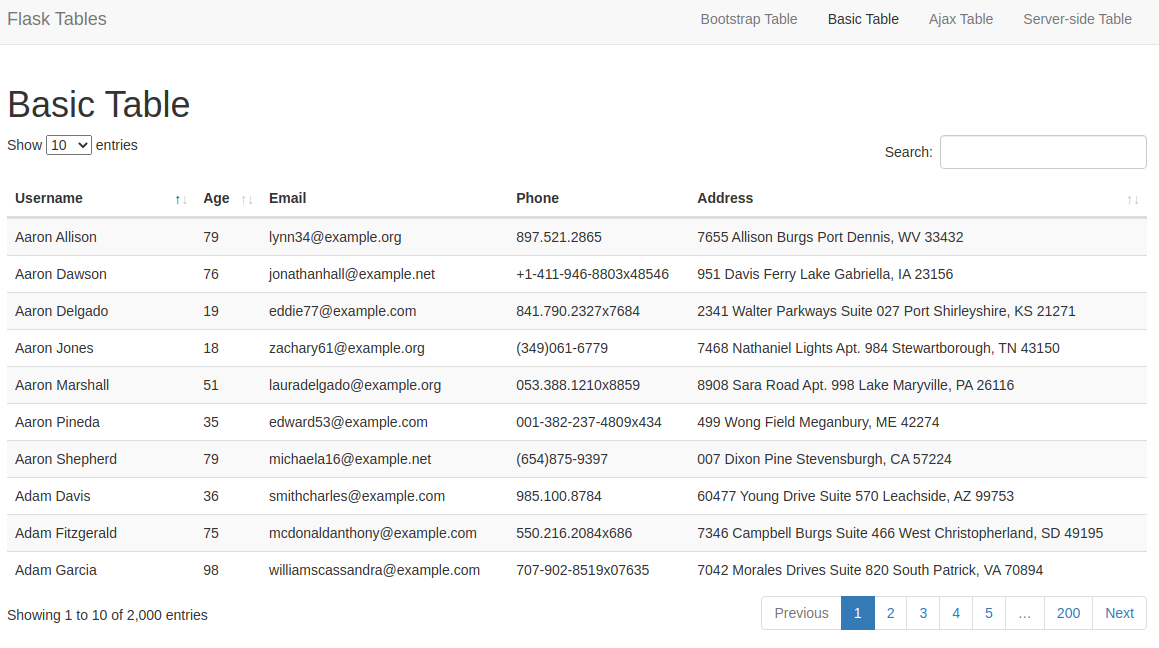 Flask Tables Bootstrap Table Basic Table Ajax Table Server-side Table
Basic Table
Show 10 entries
Search:
Username ↑↓ Age ↑↓ Email Phone Address ↑↓
Aaron Allison 79 lynn34@example.org 897.521.2865 7655 Allison Burgs Port Dennis, WV 33432
Aaron Dawson 76 jonathanhall@example.net +1-411-946-8803x48546 951 Davis Ferry Lake Gabriella, IA 23156
Aaron Delgado 19 eddie77@example.com 841.790.2327x7684 2341 Walter Parkways Suite 027 Port Shirleyshire, KS 21271
Aaron Jones 18 zachary61@example.org (349)061-6779 7468 Nathaniel Lights Apt. 984 Stewartborough, TN 43150
Aaron Marshall 51 lauradelgado@example.org 053.388.1210x8859 8908 Sara Road Apt. 998 Lake Maryville, PA 26116
Aaron Pineda 35 edward53@example.com 001-382-237-4809x434 499 Wong Field Meganbury, ME 42274
Aaron Shepherd 79 michaela16@example.net (654)875-9397 007 Dixon Pine Stevensburgh, CA 57224
Adam Davis 36 smithcharles@example.com 985.100.8784 60477 Young Drive Suite 570 Leachside, AZ 99753
Adam Fitzgerald 75 mcdonaldanthony@example.com 550.216.2084x686 7346 Campbell Burgs Suite 466 West Christopherland, SD 49195
Adam Garcia 98 williamscassandra@example.com 707-902-8519x07635 7042 Morales Drives Suite 820 South Patrick, VA 70894
Showing 1 to 10 of 2,000 entries
Previous 1 2 3 4 5 … 200 Next